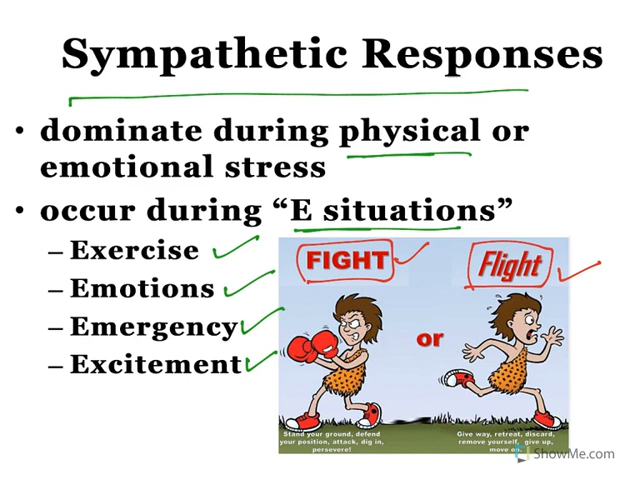 Sympathetic Responses
• dominate during physical or
emotional stress
• occur during “E situations”
– Exercise
– Emotions
– Emergency
– Excitement
FIGHT
Flight
or
Stand your ground, defend
your position, attack, dig in,
persevere!
Give way, retreat, discard,
remove yourself, give up,
move on.
ShowMe.com